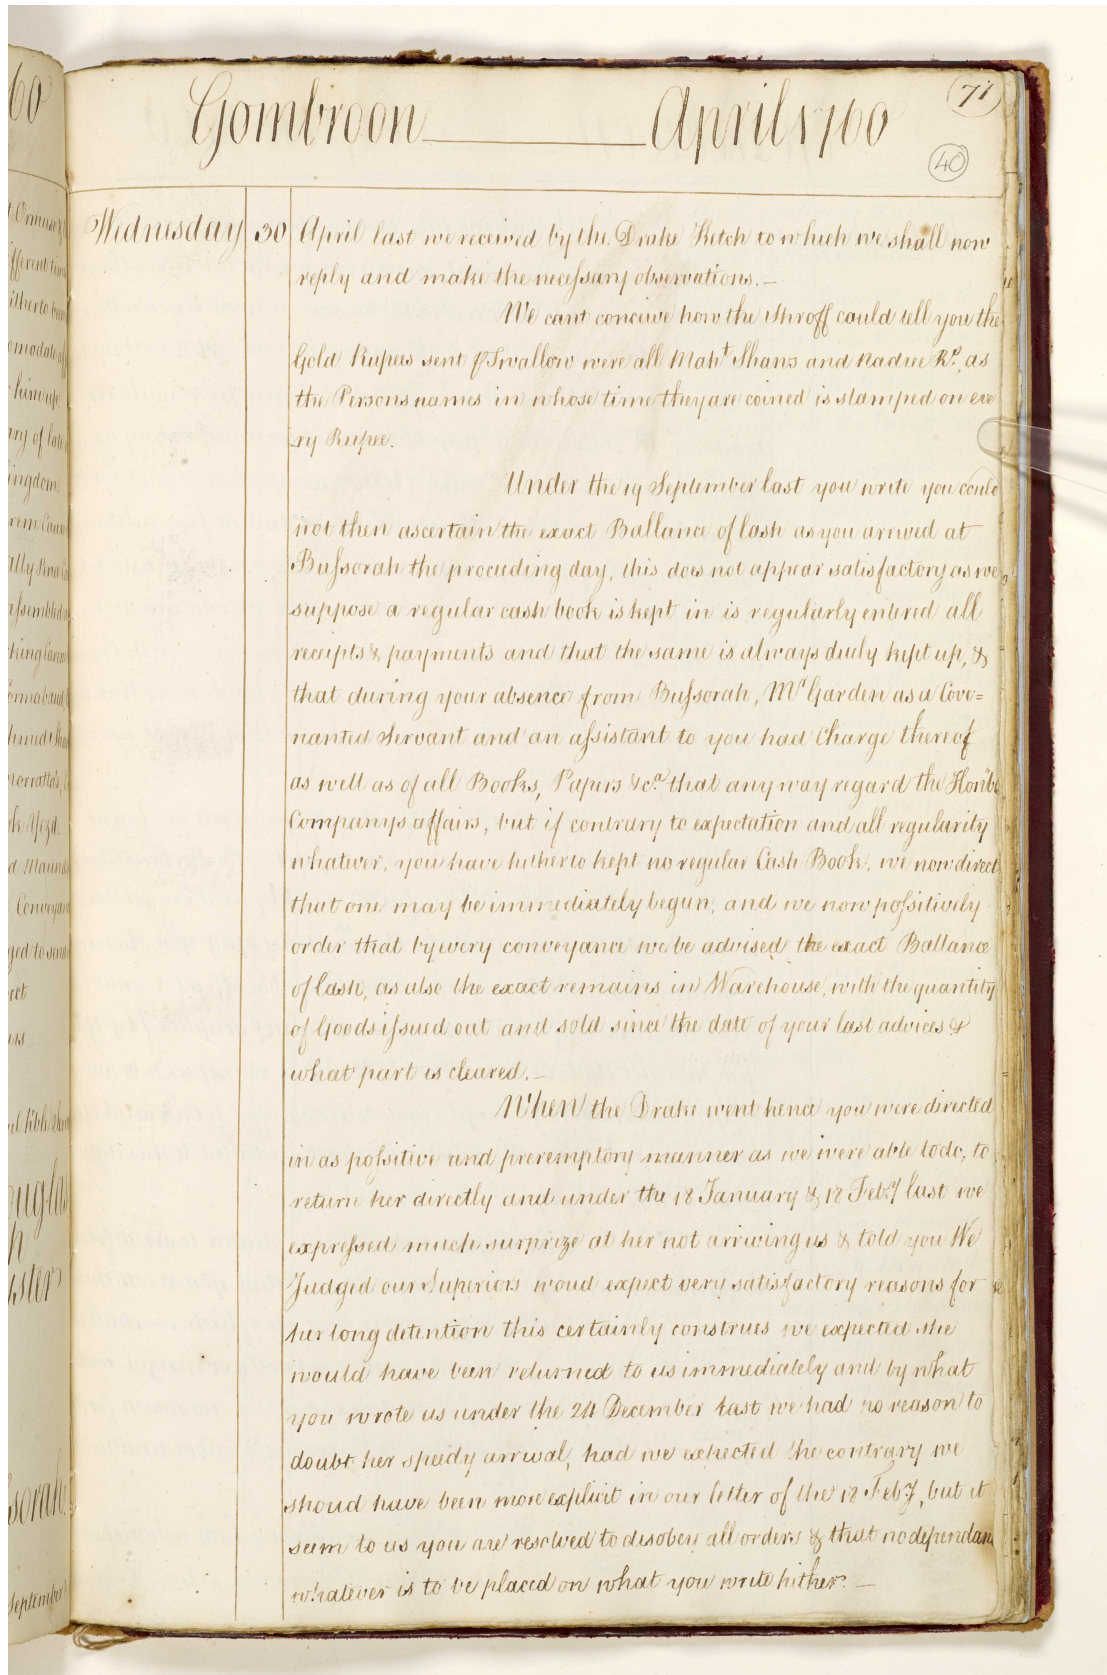 Gombroon April 1760
71
40
Wednesday 30 April last we received by the Drake Ketch to which we shall now
reply and make the necessary observations.—
We cant conceive how the Shroff could tell you the
Gold Rupees sent ⅌ Swallow were all Mahᵗ Shans and Nadue Rˢ, as
the Persons names in whose time they are coined is stamped on eve
ry Rupee.
Under the 19 September last you write you could
not then ascertain the exact Ballance of Cash as you arrived at
Bussorah the proceeding day, this does not appear satisfactory as we
suppose a regular cash book is kept in is regularly entered all
receipts & payments and that the same is always duely kept up, &
that during your absence from Bussorah, Mʳ Garden as a Cove=
nanted Servant and an assistant to you had Charge thereof
as well as of all Books, Papers &cᵃ that any way regard the Honble
Companys affairs, but if contrary to expectation and all regularity
whatever, you have hitherto kept no regular Cash Book, we now direct
that one may be immediately begun, and we now possitively
order that by every conveyance we be advised the exact Ballance
of Cash, as also the exact remains in Warehouse, with the quantity
of Goods issued out and sold since the date of your last advices &
what part is cleared.—
When the Drake went hence you were directed
in as possitive and preremptory manner as we were able to do, to
return her directly and under the 18 January & 18 Febʸ last we
expressed much surprize at her not arriving us & told you We
Judged our Superiors woud expect very satisfactory reasons for
her long detention this certainly construes we expected she
would have been returned to us immediately and by what
you wrote us under the 24 December last we had no reason to
doubt her speedy arrival, had we expected the contrary we
shoud have been more explicit in our letter of the 18 Febʸ, but it
seem to us you are resolved to disobey all orders & that no dependanc
whatever is to be placed on what you write hither.—